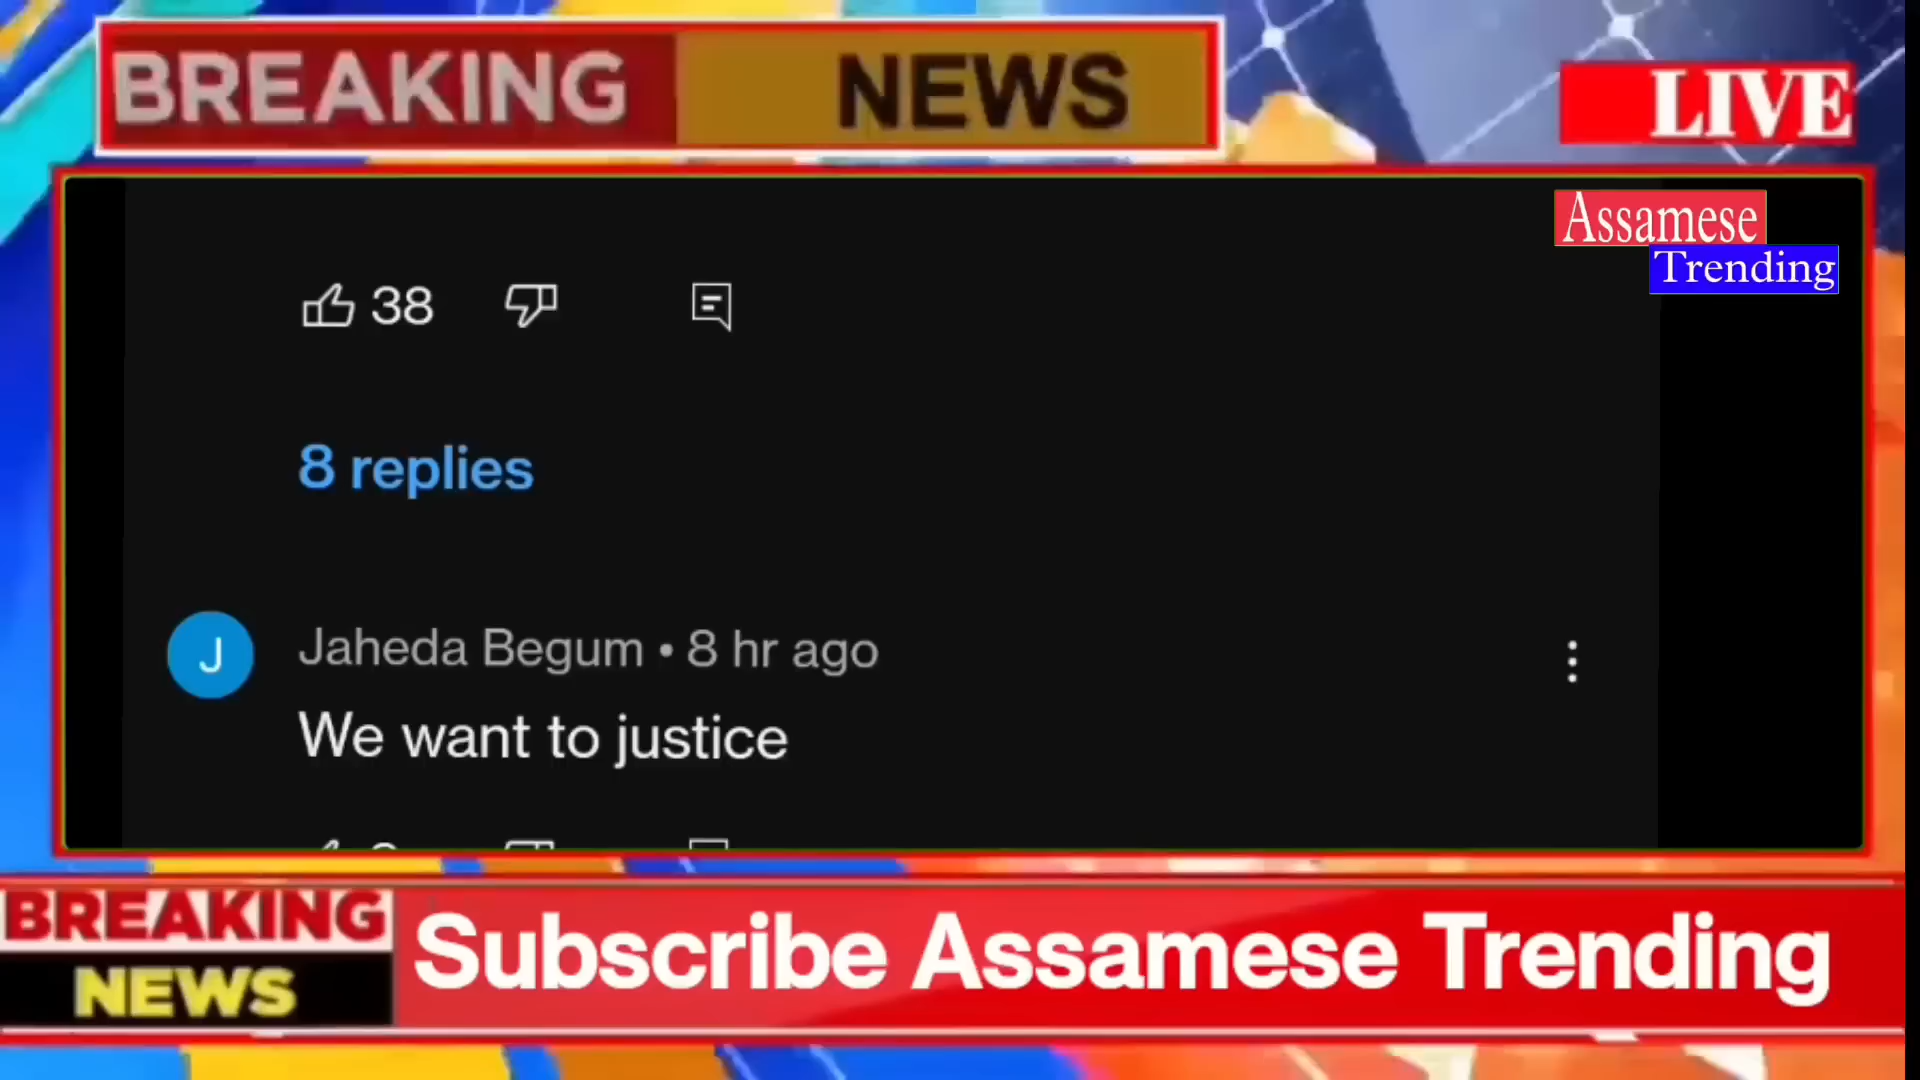 BREAKING NEWS
LIVE
Assamese
Trending
38
8 replies
J
Jaheda Begum • 8 hr ago
We want to justice
BREAKING
NEWS
Subscribe Assamese Trending